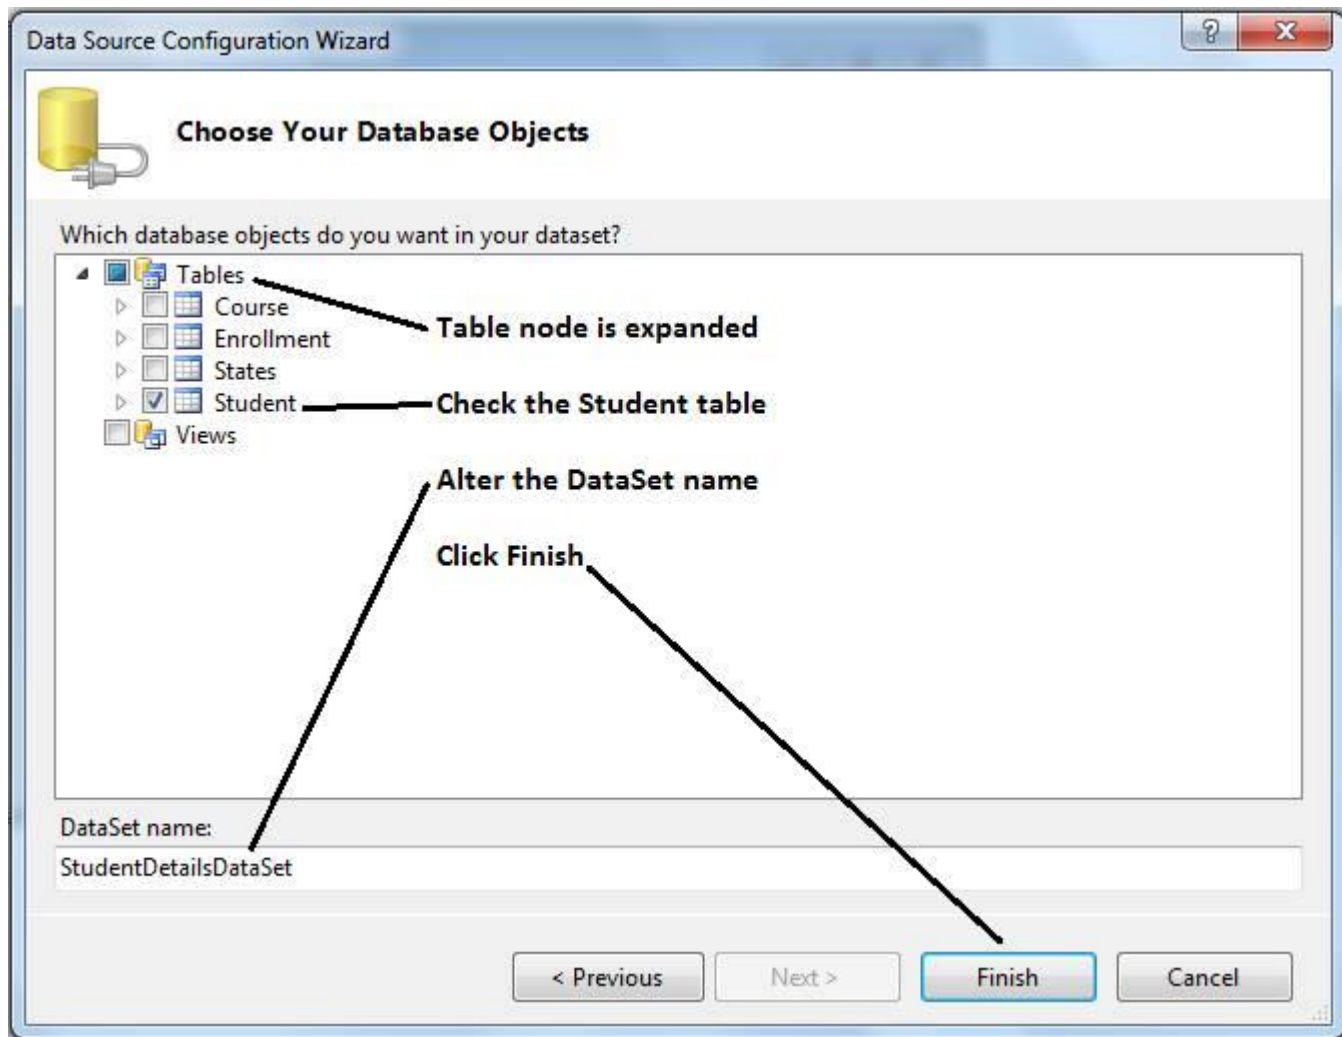 Data Source Configuration Wizard
Choose Your Database Objects
Which database objects do you want in your dataset?
Tables
Course
Enrollment
Table node is expanded
States
Student
Check the Student table
Views
Alter the DataSet name
Click Finish
DataSet name:
StudentDetailsDataSet
< Previous
Next >
Finish
Cancel